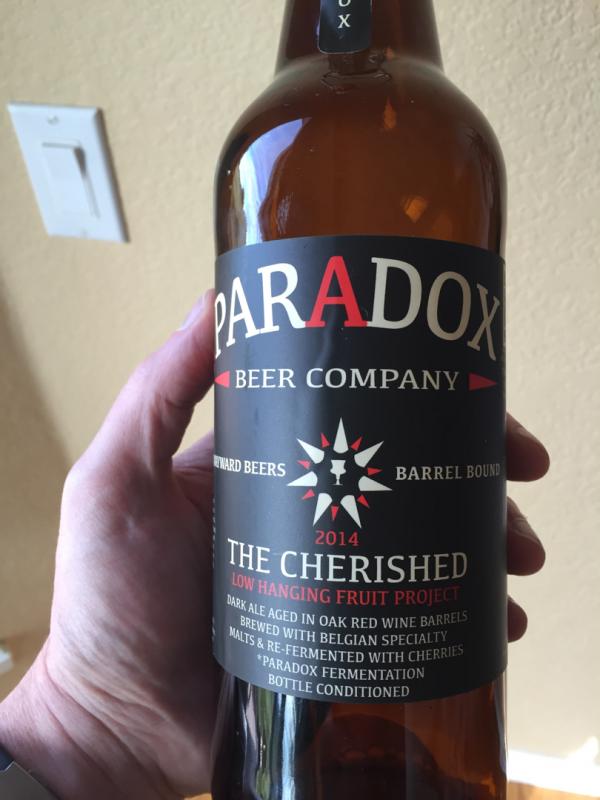 X
PARADOX
BEER COMPANY
BEERS BARREL BOUND
2014
THE CHERISHED
LOW HANGING FRUIT PROJECT
DARK ALE AGED IN OAK RED WINE BARRELS
BREWED WITH BELGIAN SPECIALTY
MALTS & RE-FERMENTED WITH CHERRIES
*PARADOX FERMENTATION
BOTTLE CONDITIONED